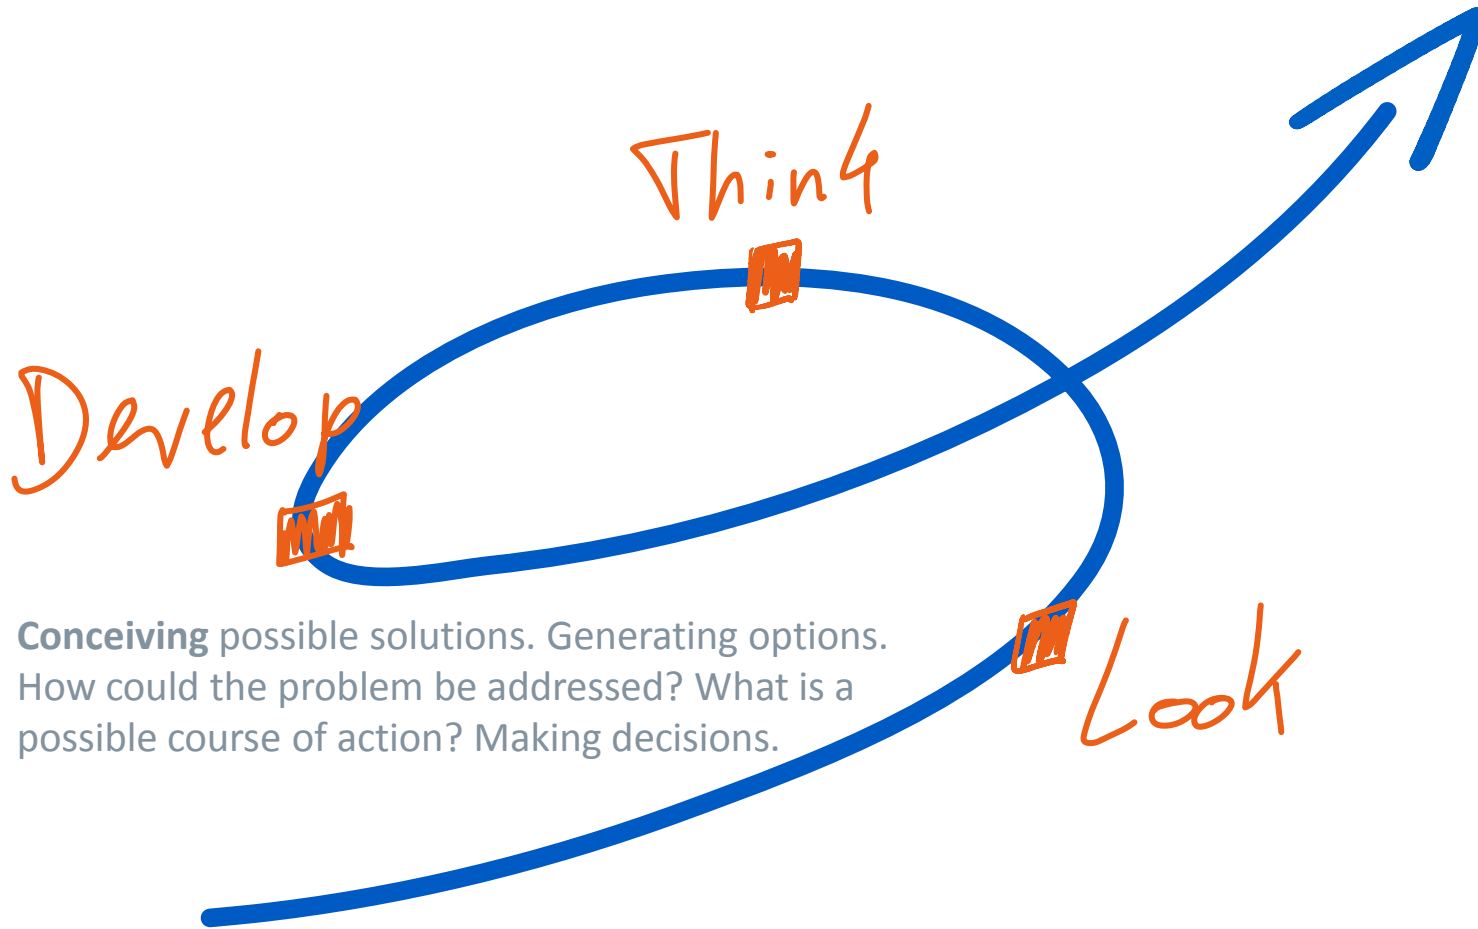 Think
Develop
Conceiving possible solutions. Generating options.
How could the problem be addressed? What is a
possible course of action? Making decisions.
Look